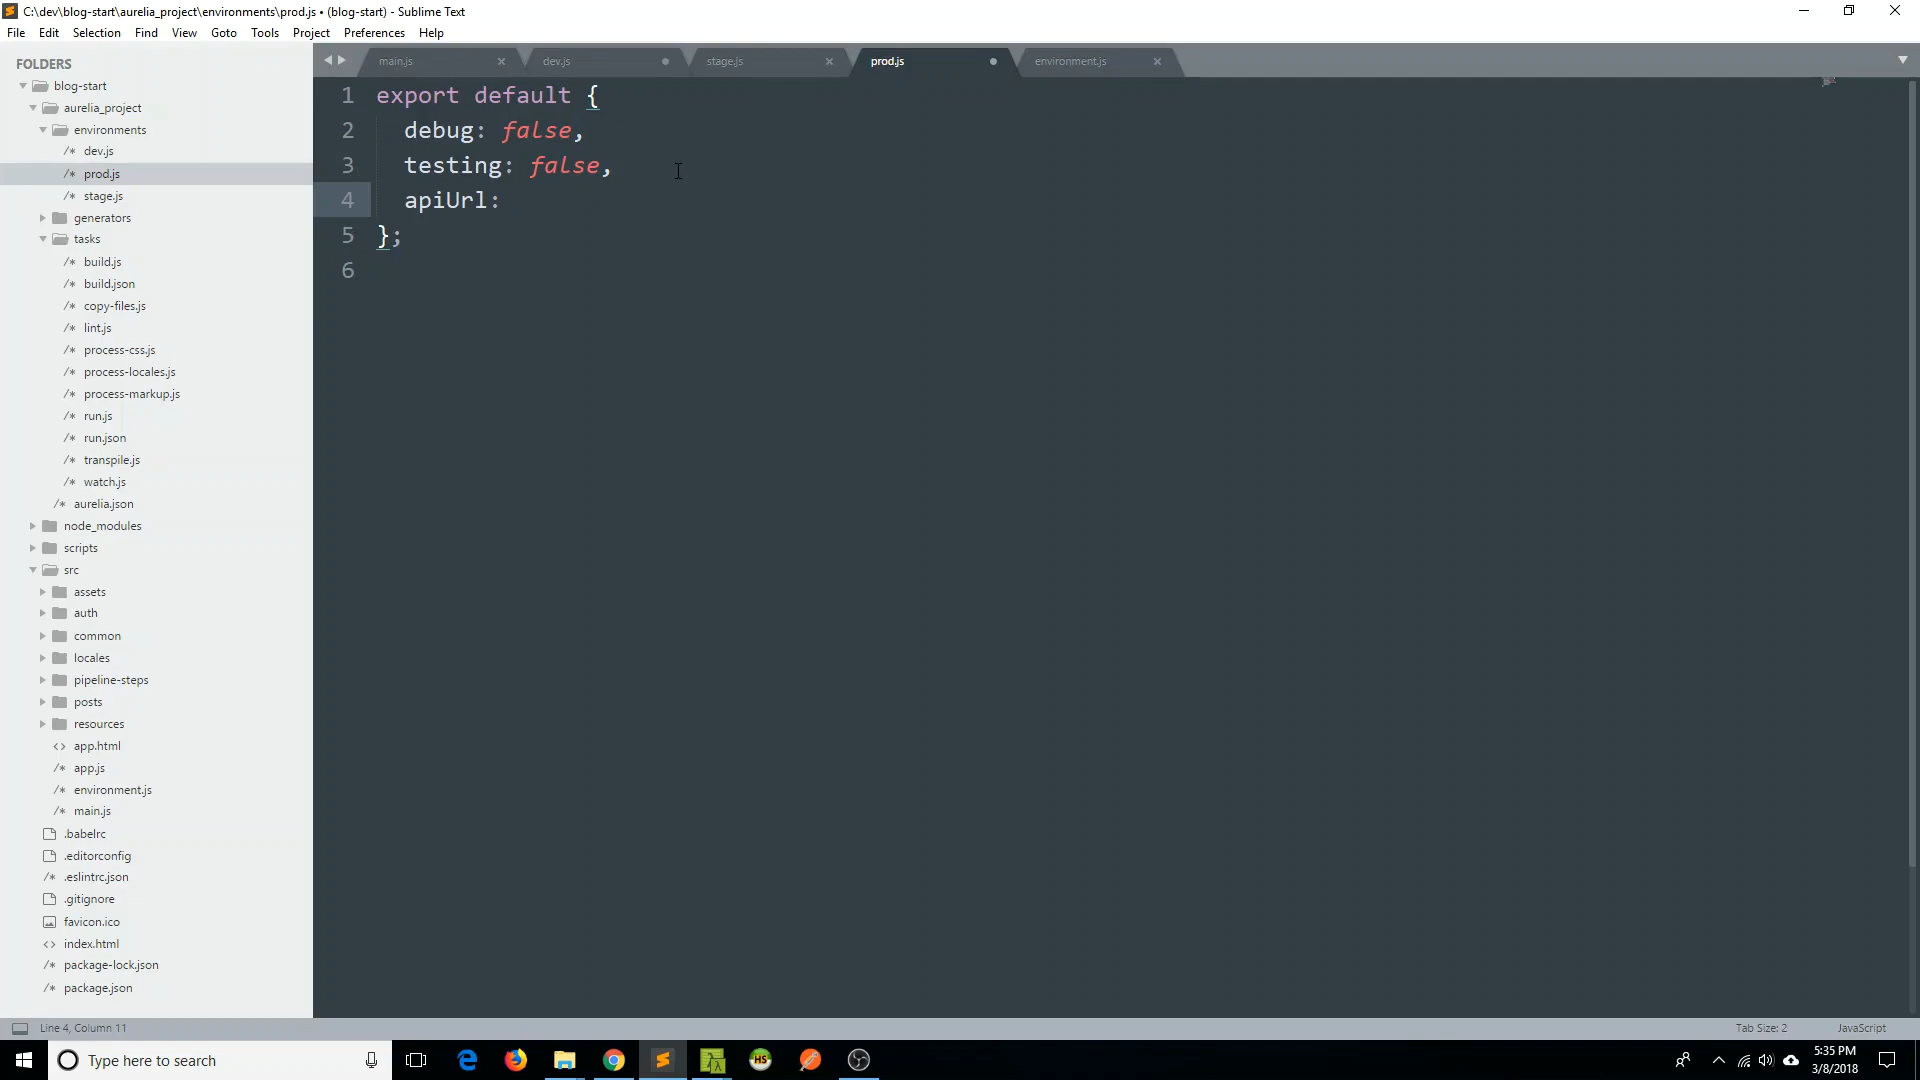 C:\dev\blog-start\aurelia_project\environments\prod.js • (blog-start) - Sublime Text
File Edit Selection Find View Goto Tools Project Preferences Help
FOLDERS
blog-start
aurelia_project
environments
/* dev.js
/* prod.js
/* stage.js
generators
tasks
/* build.js
/* build.json
/* copy-files.js
/* lint.js
/* process-css.js
/* process-locales.js
/* process-markup.js
/* run.js
/* run.json
/* transpile.js
/* watch.js
/* aurelia.json
node_modules
scripts
src
assets
auth
common
locales
pipeline-steps
posts
resources
<> app.html
/* app.js
/* environment.js
/* main.js
.babelrc
.editorconfig
/* .eslintrc.json
.gitignore
favicon.ico
<> index.html
/* package-lock.json
/* package.json
main.js dev.js stage.js prod.js environment.js
1 export default {
2 debug: false,
3 testing: false,
4 apiUrl:
5 };
6
Line 4, Column 11 Tab Size: 2 JavaScript
Type here to search
HS
5:35 PM
3/8/2018